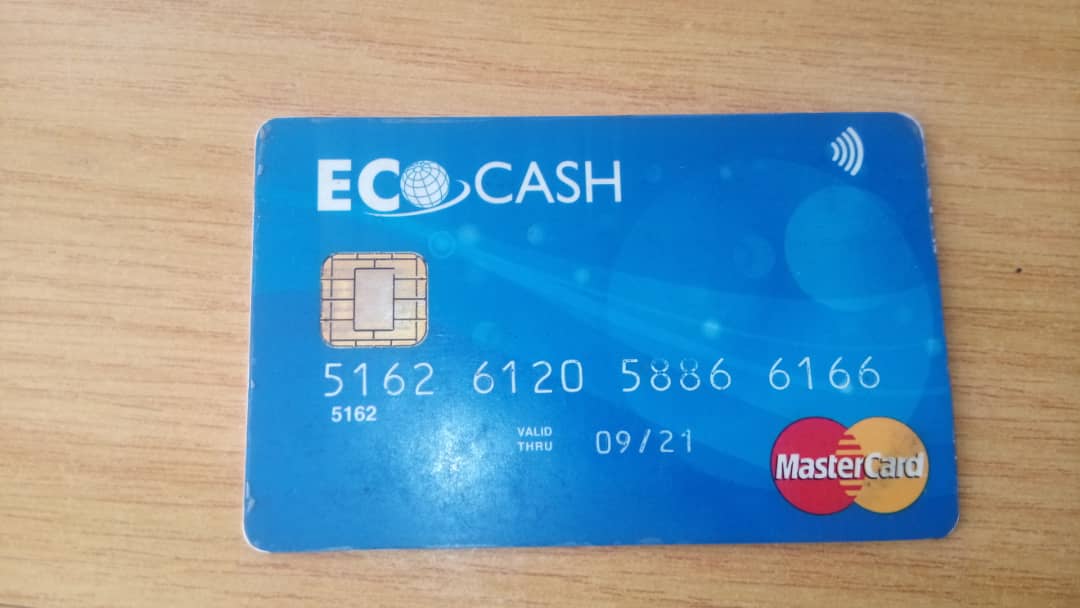 ECOCASH
5162 6120 5886 6166
5162
VALID
THRU 09/21
MasterCard